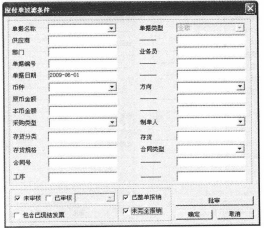 应付单过滤条件
单据名称 单据类型 全部
供应商
部门 业务员
单据编号
单据日期 2009-06-01
币种 方向
原币金额
本币金额
采购类型 制单人
存货分类 存货
存货规格 合同类型
合同号
工序
未审核 已审核 已整单报销 批审
包含已现结发票 未完全报销 确定 取消